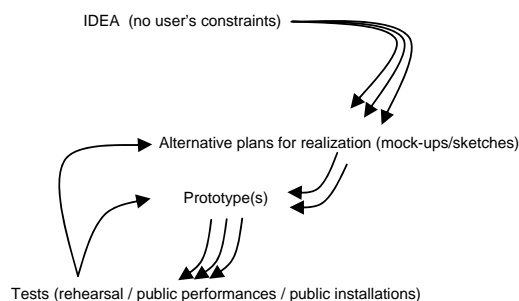 IDEA (no user's constraints)
Alternative plans for realization (mock-ups/sketches)
Prototype(s)
Tests (rehearsal / public performances / public installations)